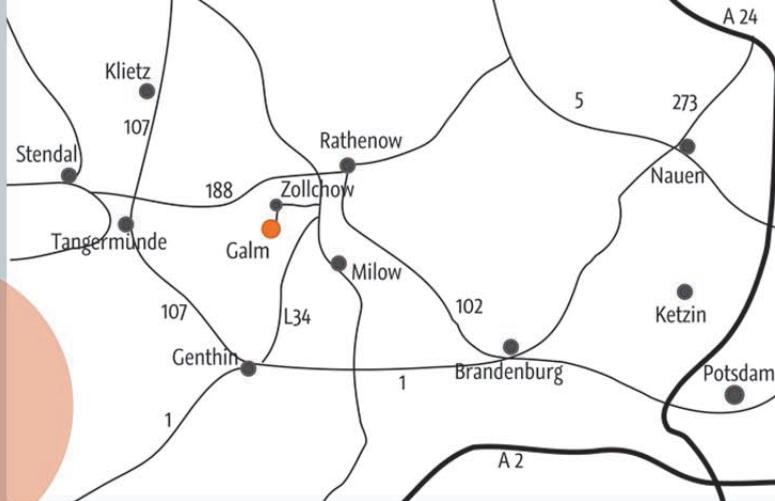 A 24
Klietz
5
273
107
Rathenow
Stendal
Nauen
188
Zollchow
Tangermünde
Galm
Milow
Ketzin
107
L34
102
Genthin
Brandenburg
Potsdam
1
1
A 2